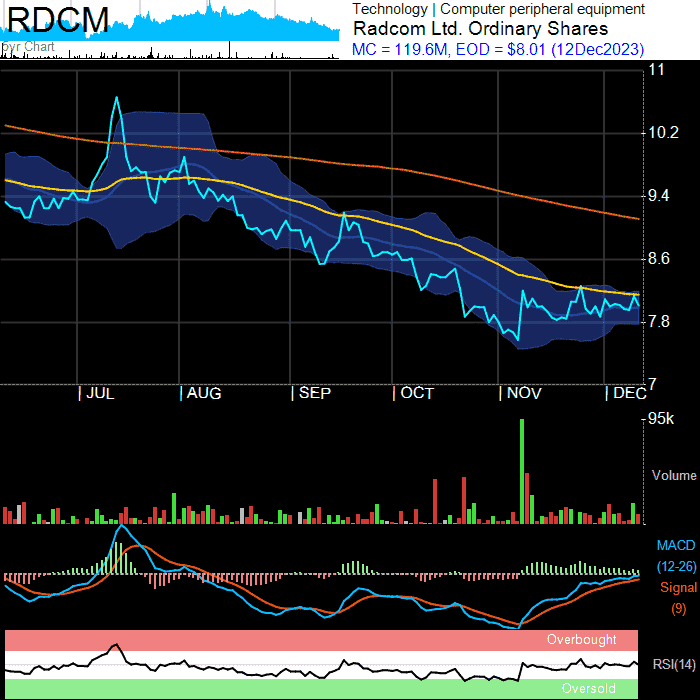 RDCM
5yr Chart
Technology | Computer peripheral equipment
Radcom Ltd. Ordinary Shares
MC = 119.6M, EOD = $8.01 (12Dec2023)
11
10.2
9.4
8.6
7.8
7
|JUL |AUG |SEP |OCT |NOV |DEC
95k
Volume
MACD
(12-26)
Signal
(9)
Overbought
RSI(14)
Oversold